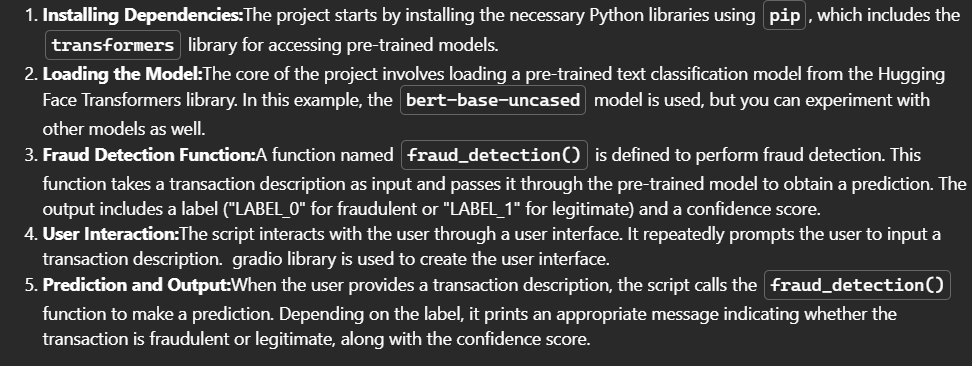 1. Installing Dependencies:The project starts by installing the necessary Python libraries using pip, which includes the
transformers library for accessing pre-trained models.
2. Loading the Model:The core of the project involves loading a pre-trained text classification model from the Hugging
Face Transformers library. In this example, the bert-base-uncased model is used, but you can experiment with
other models as well.
3. Fraud Detection Function:A function named fraud_detection() is defined to perform fraud detection. This
function takes a transaction description as input and passes it through the pre-trained model to obtain a prediction. The
output includes a label ("LABEL_0" for fraudulent or "LABEL_1" for legitimate) and a confidence score.
4. User Interaction:The script interacts with the user through a user interface. It repeatedly prompts the user to input a
transaction description.  gradio library is used to create the user interface.
5. Prediction and Output:When the user provides a transaction description, the script calls the fraud_detection()
function to make a prediction. Depending on the label, it prints an appropriate message indicating whether the
transaction is fraudulent or legitimate, along with the confidence score.